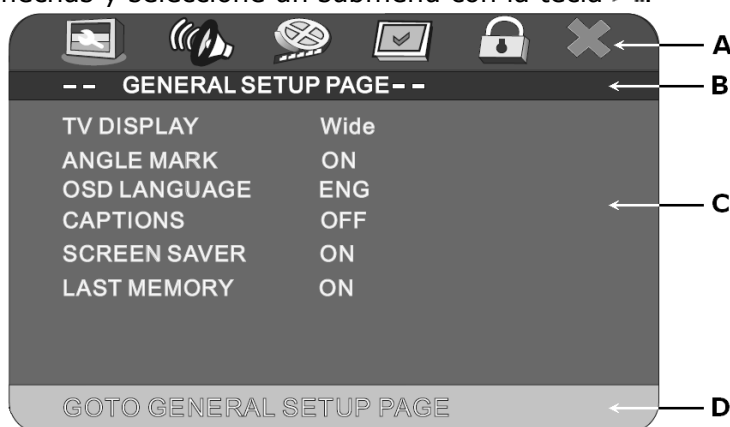 flechas y seleccione un submenú con la tecla
A
-- GENERAL SETUP PAGE-- B
TV DISPLAY Wide
ANGLE MARK ON
OSD LANGUAGE ENG
C
CAPTIONS OFF
SCREEN SAVER ON
LAST MEMORY ON
GOTO GENERAL SETUP PAGE D